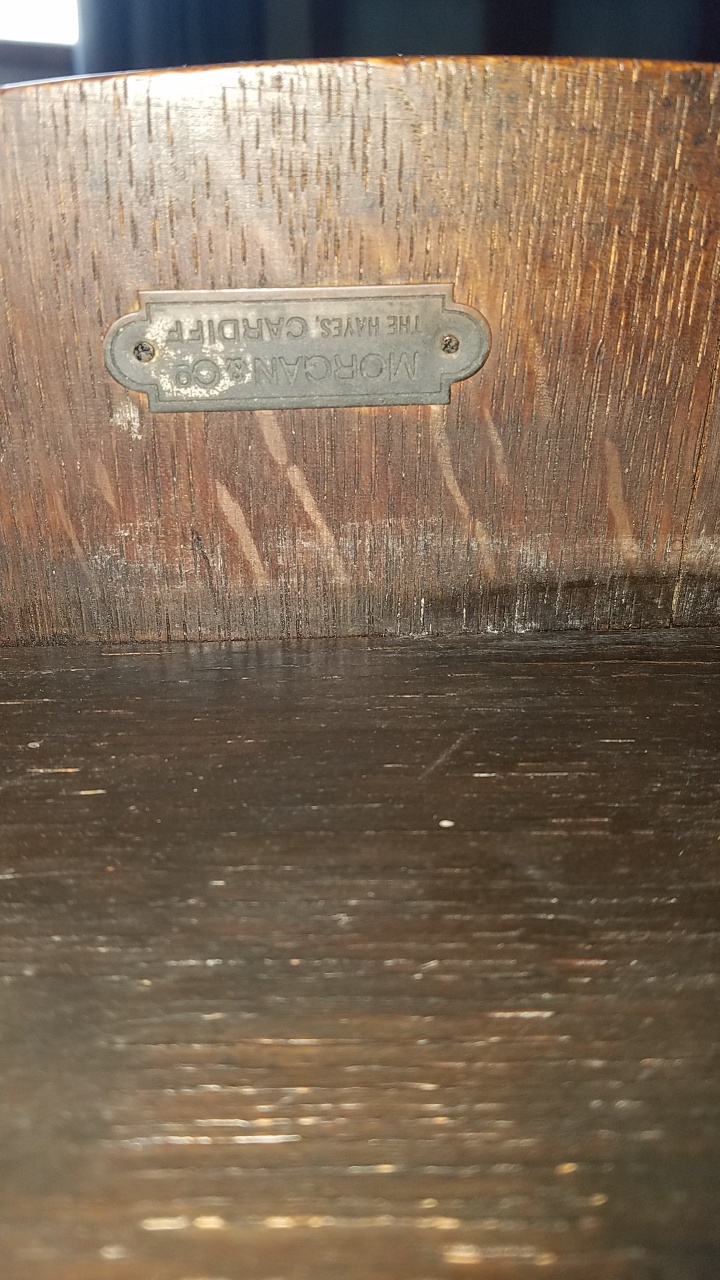 MORGAN & Cº
THE HAYES, CARDIFF